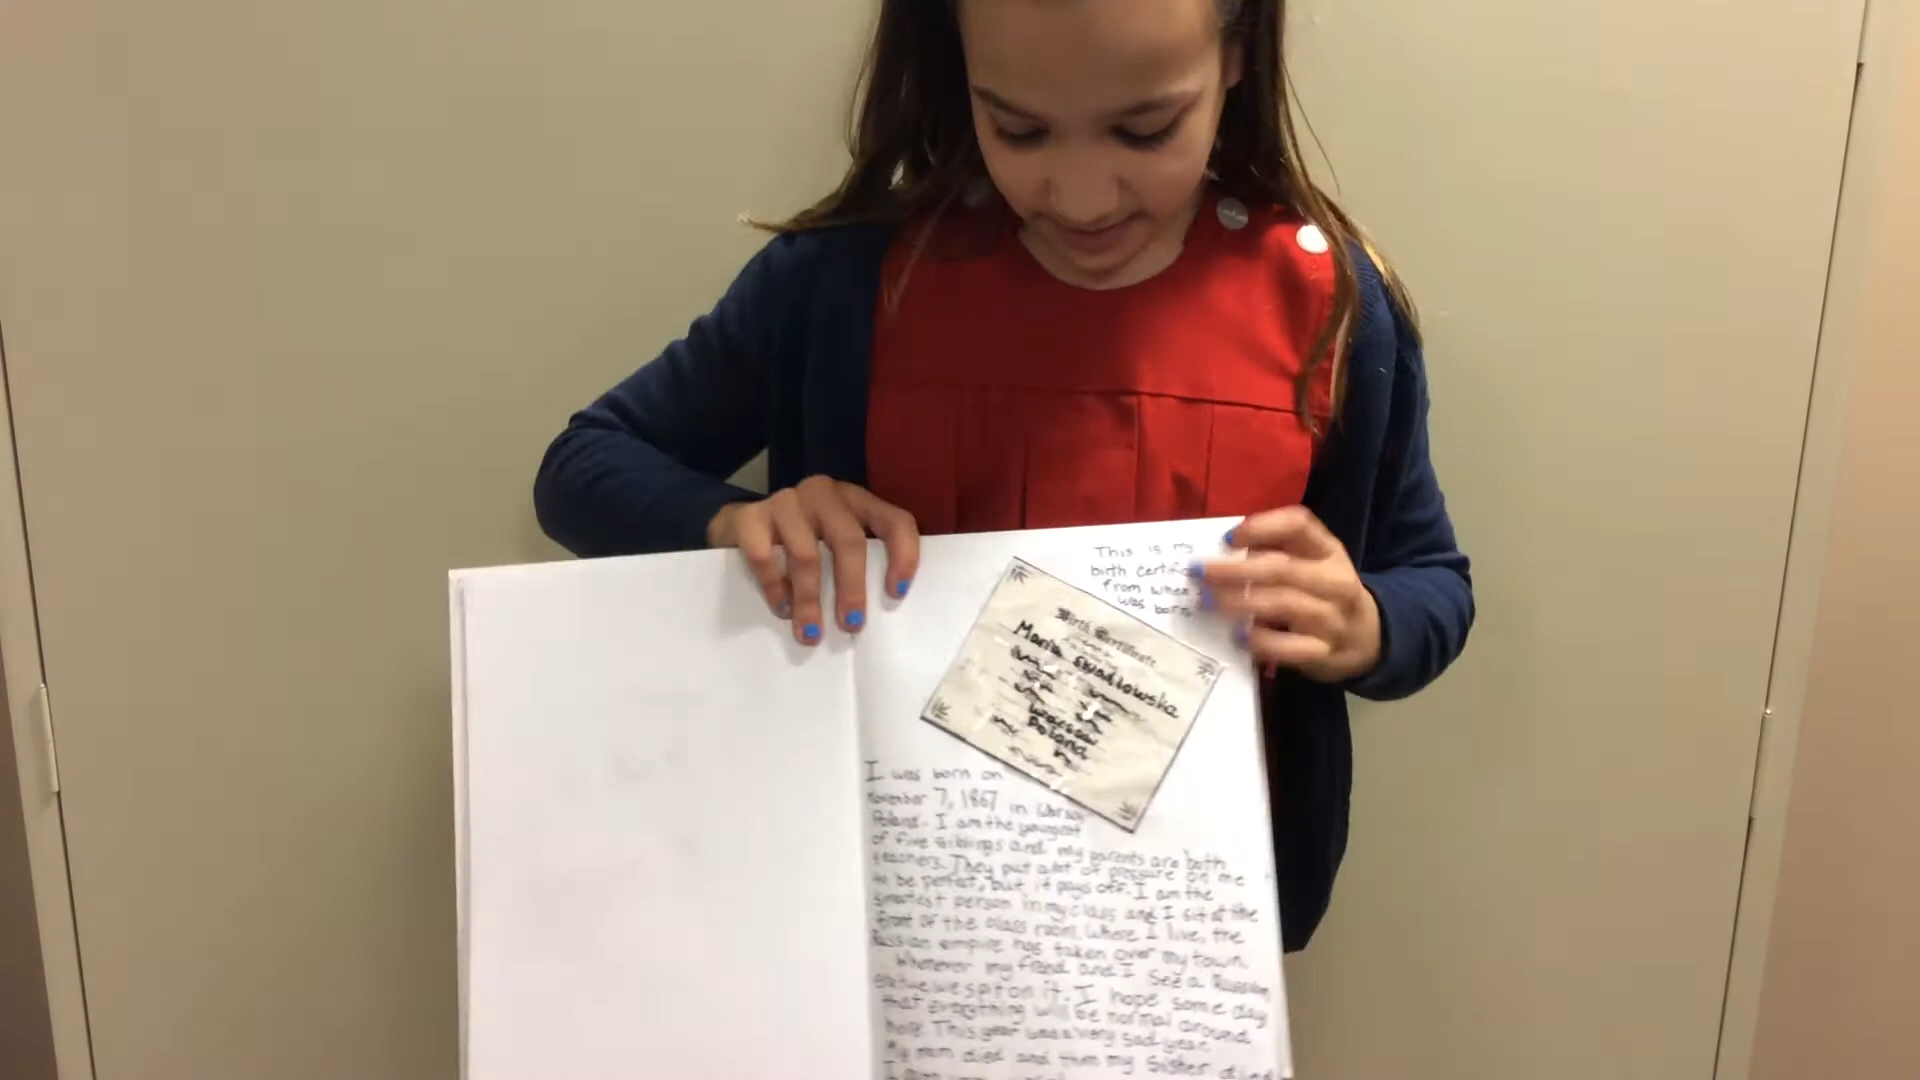 This is my
birth certific
from when
was born
Birth Certificate
Maria Skladlowska
Warsaw
Poland
I was born on
November 7, 1867 in Warsaw
Poland. I am the youngest
of five siblings and my parents are both
teachers. They put a lot of pressure on me
to be perfect, but it pays off. I am the
smartest person in my class and I sit at the
front of the class room. Where I live, the
Russian empire has taken over my town.
Whenever my friend and I see a Russian
statue we spit on it. I hope some day
that everything will be normal around
here. This year was a very sad year.
My mom died and then my sister died